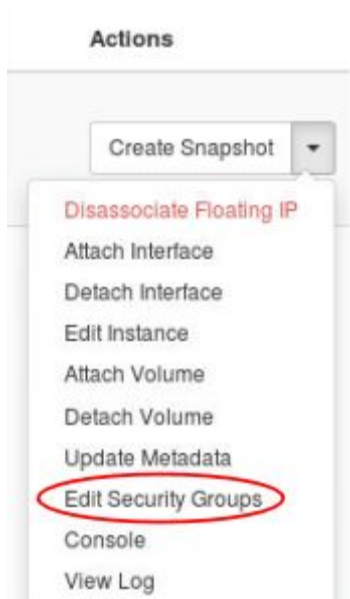 Actions
Create Snapshot
Disassociate Floating IP
Attach Interface
Detach Interface
Edit Instance
Attach Volume
Detach Volume
Update Metadata
Edit Security Groups
Console
View Log